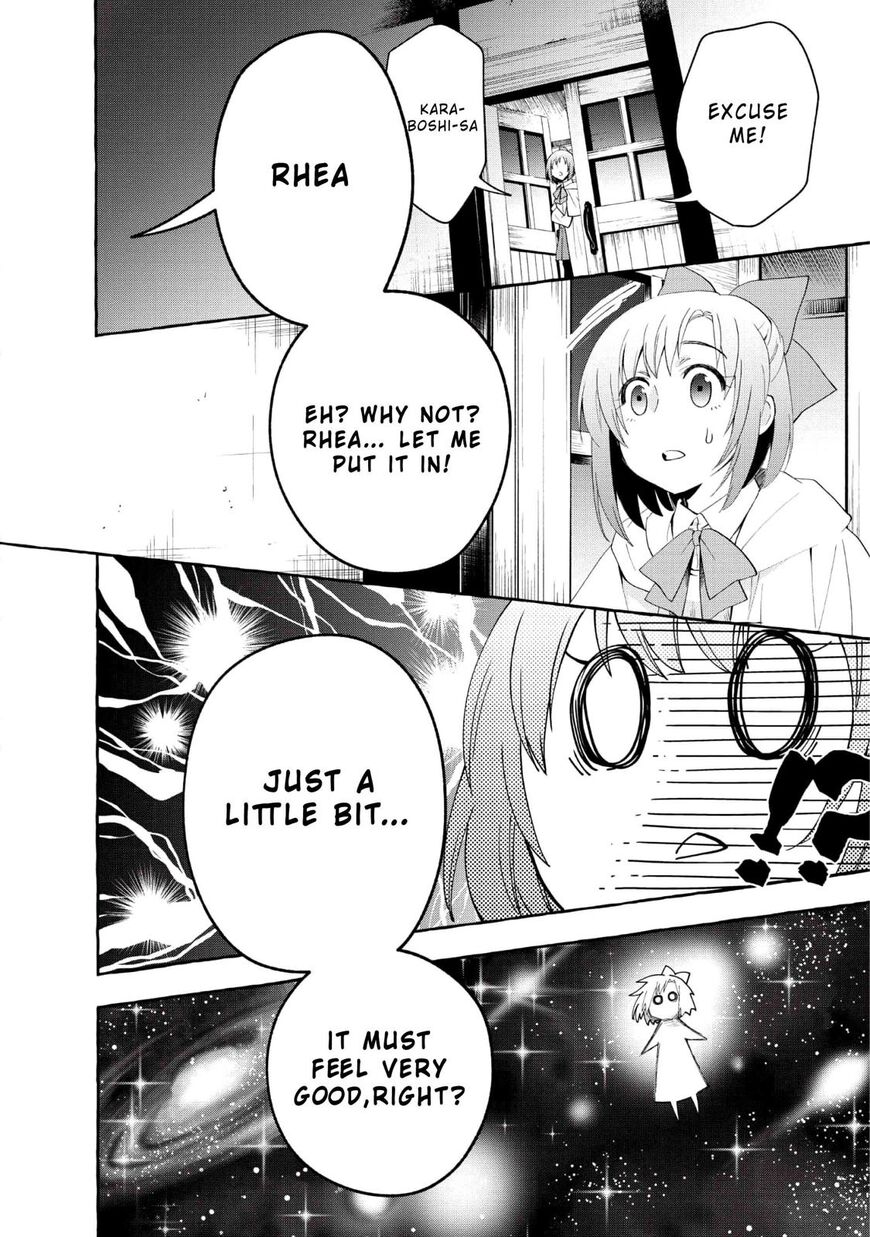 EXCUSE
ME!
KARA-
BOSHI-SA
RHEA
EH? WHY NOT?
RHEA... LET ME
PUT IT IN!
JUST A
LITTLE BIT...
IT MUST
FEEL VERY
GOOD,RIGHT?